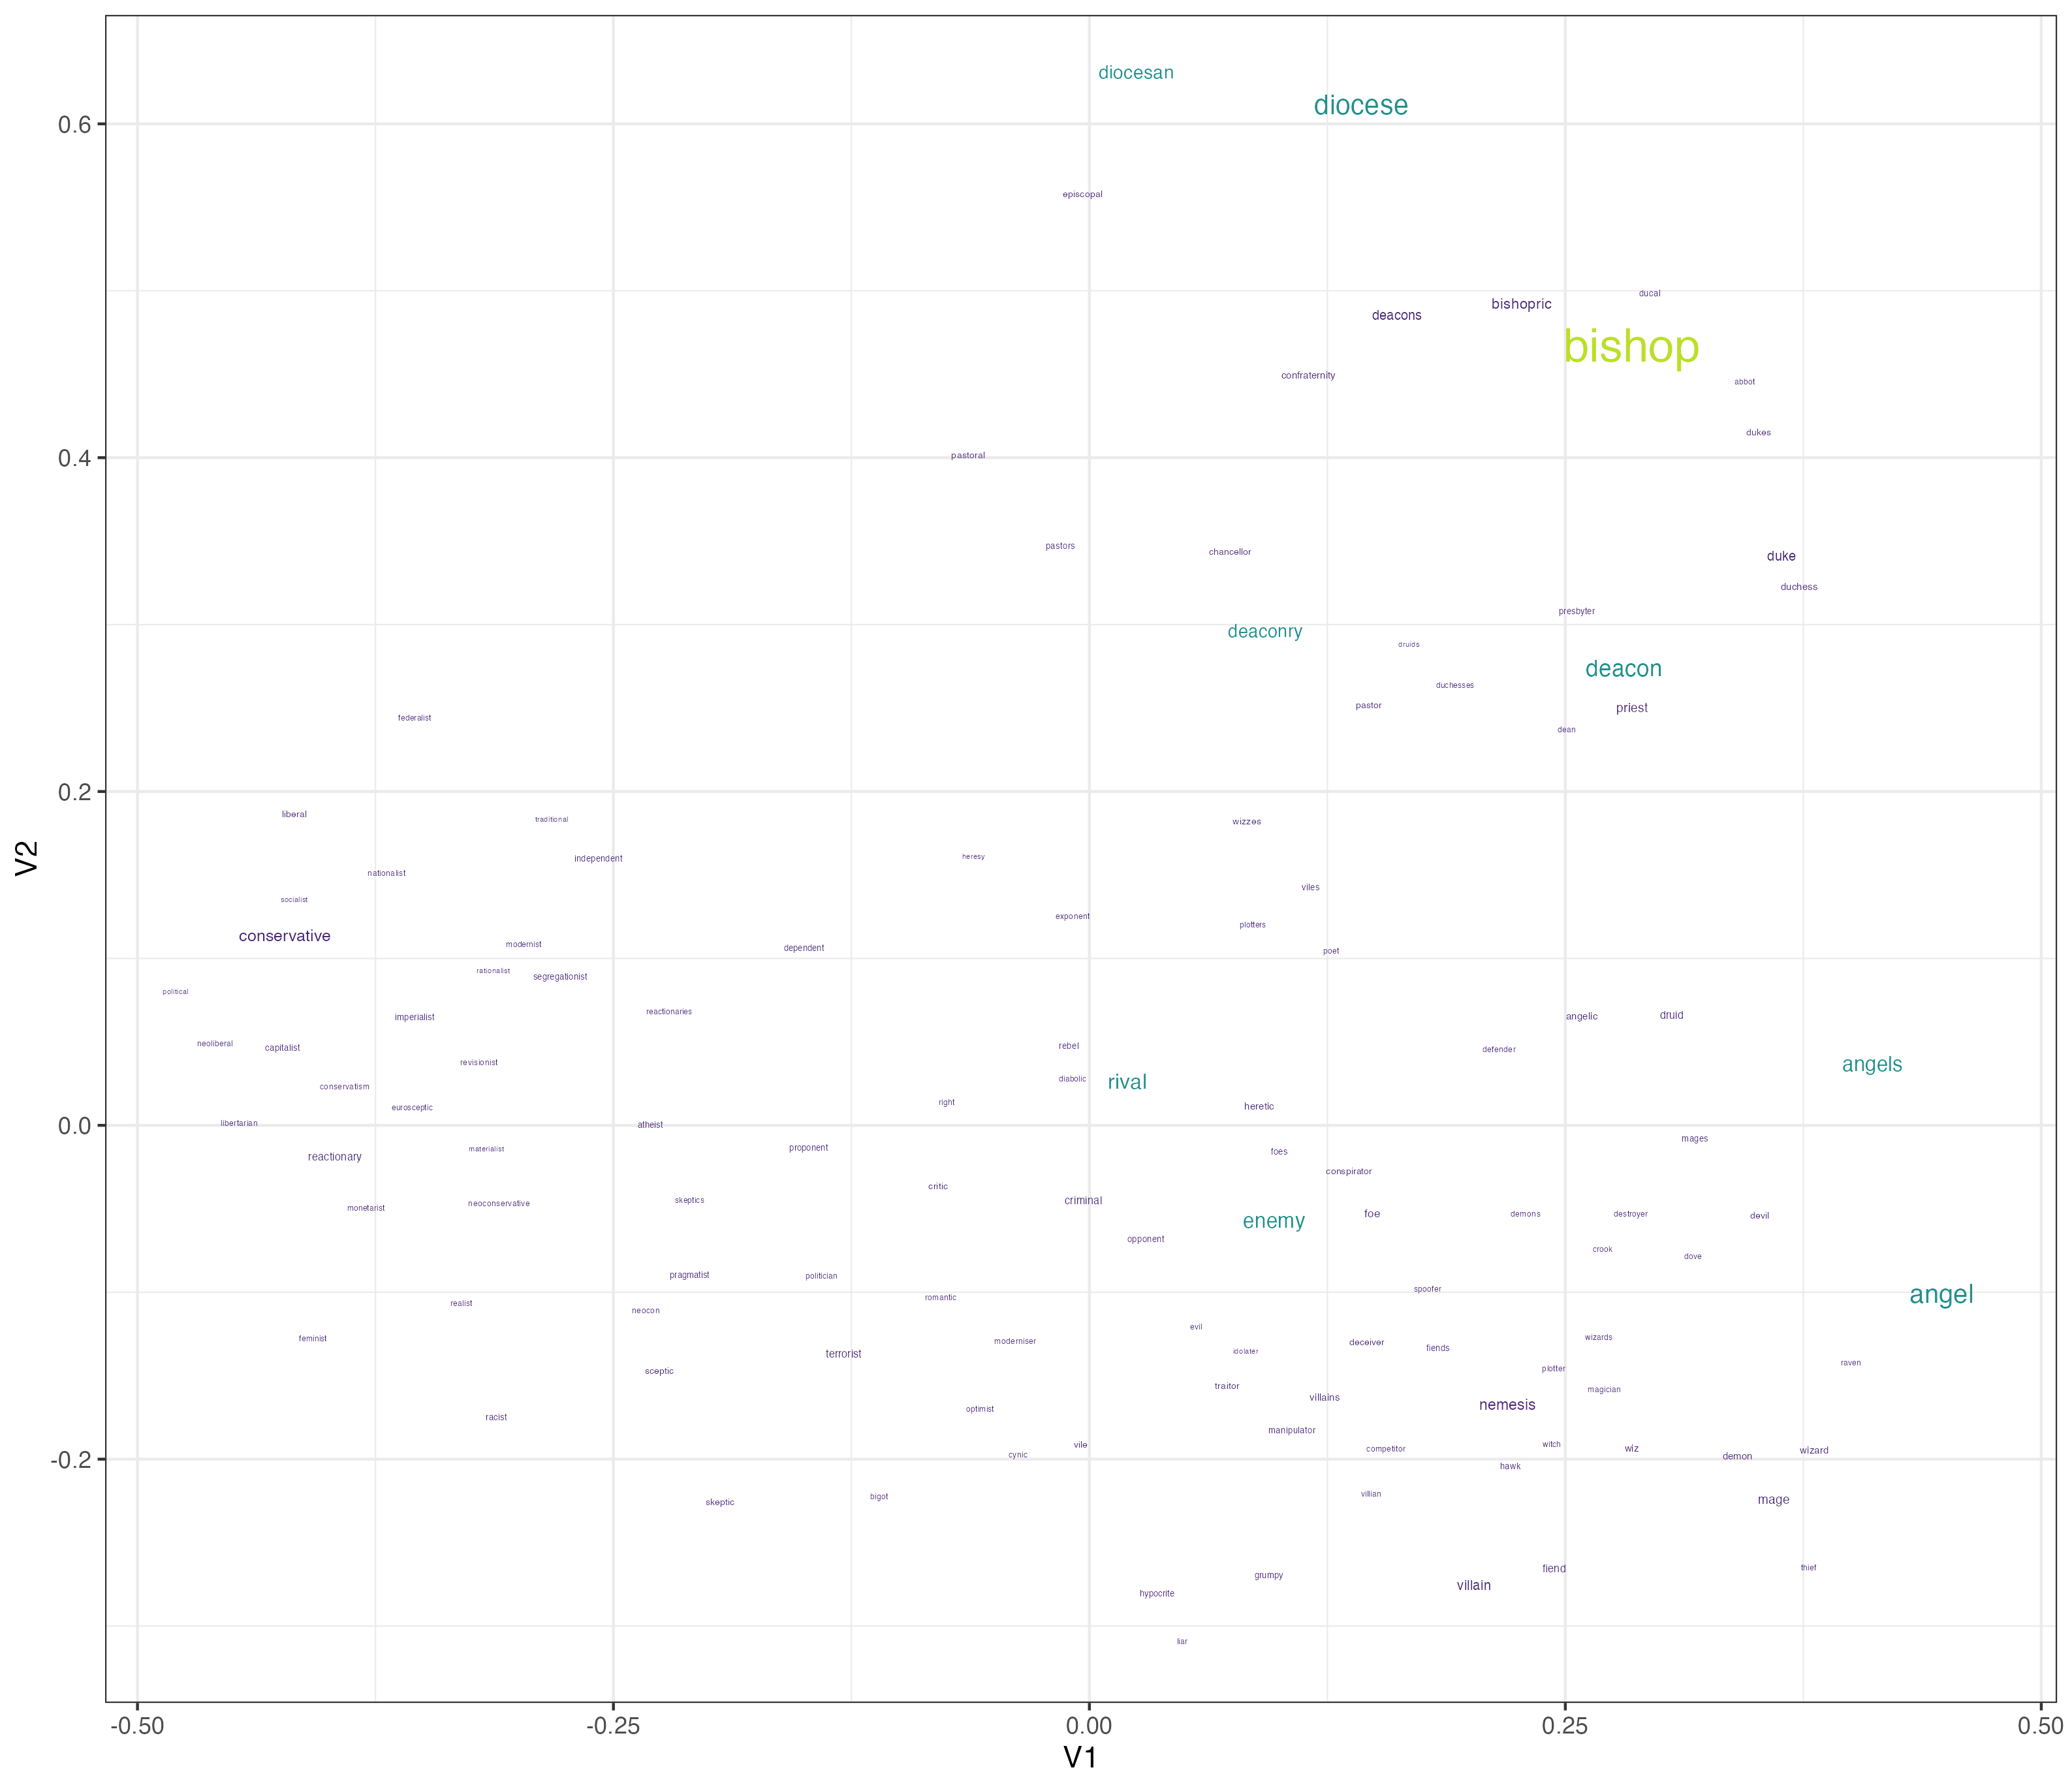 diocesan
diocese
0.6
episcopal
ducal
bishopric
deacons
bishop
confraternity
abbot
dukes
pastoral
0.4
pastors
chancellor
duke
duchess
presbyter
deaconry
druids
deacon
duchesses
pastor
priest
federalist
dean
0.2
liberal
traditional
wizzes
independent
heresy
nationalist
viles
socialist
exponent
plotters
conservative
modernist
dependent
poet
rationalist
segregationist
political
reactionaries
imperialist
angelic
druid
neoliberal
capitalist
rebel
defender
revisionist
angels
diabolic
rival
conservatism
right
eurosceptic
heretic
libertarian
atheist
0.0
mages
proponent
materialist
foes
reactionary
conspirator
critic
skeptics
criminal
neoconservative
monetarist
foe
demons
destroyer
devil
enemy
opponent
crook
dove
pragmatist
politician
spoofer
angel
romantic
realist
neocon
evil
feminist
moderniser
deceiver
wizards
fiends
idolater
terrorist
raven
plotter
sceptic
traitor
magician
villains
nemesis
optimist
racist
manipulator
vile
witch
competitor
wiz
wizard
cynic
demon
-0.2
hawk
villian
bigot
mage
skeptic
fiend
thief
grumpy
villain
hypocrite
liar
V2
-0.50
-0.25
0.00
0.25
0.50
V1